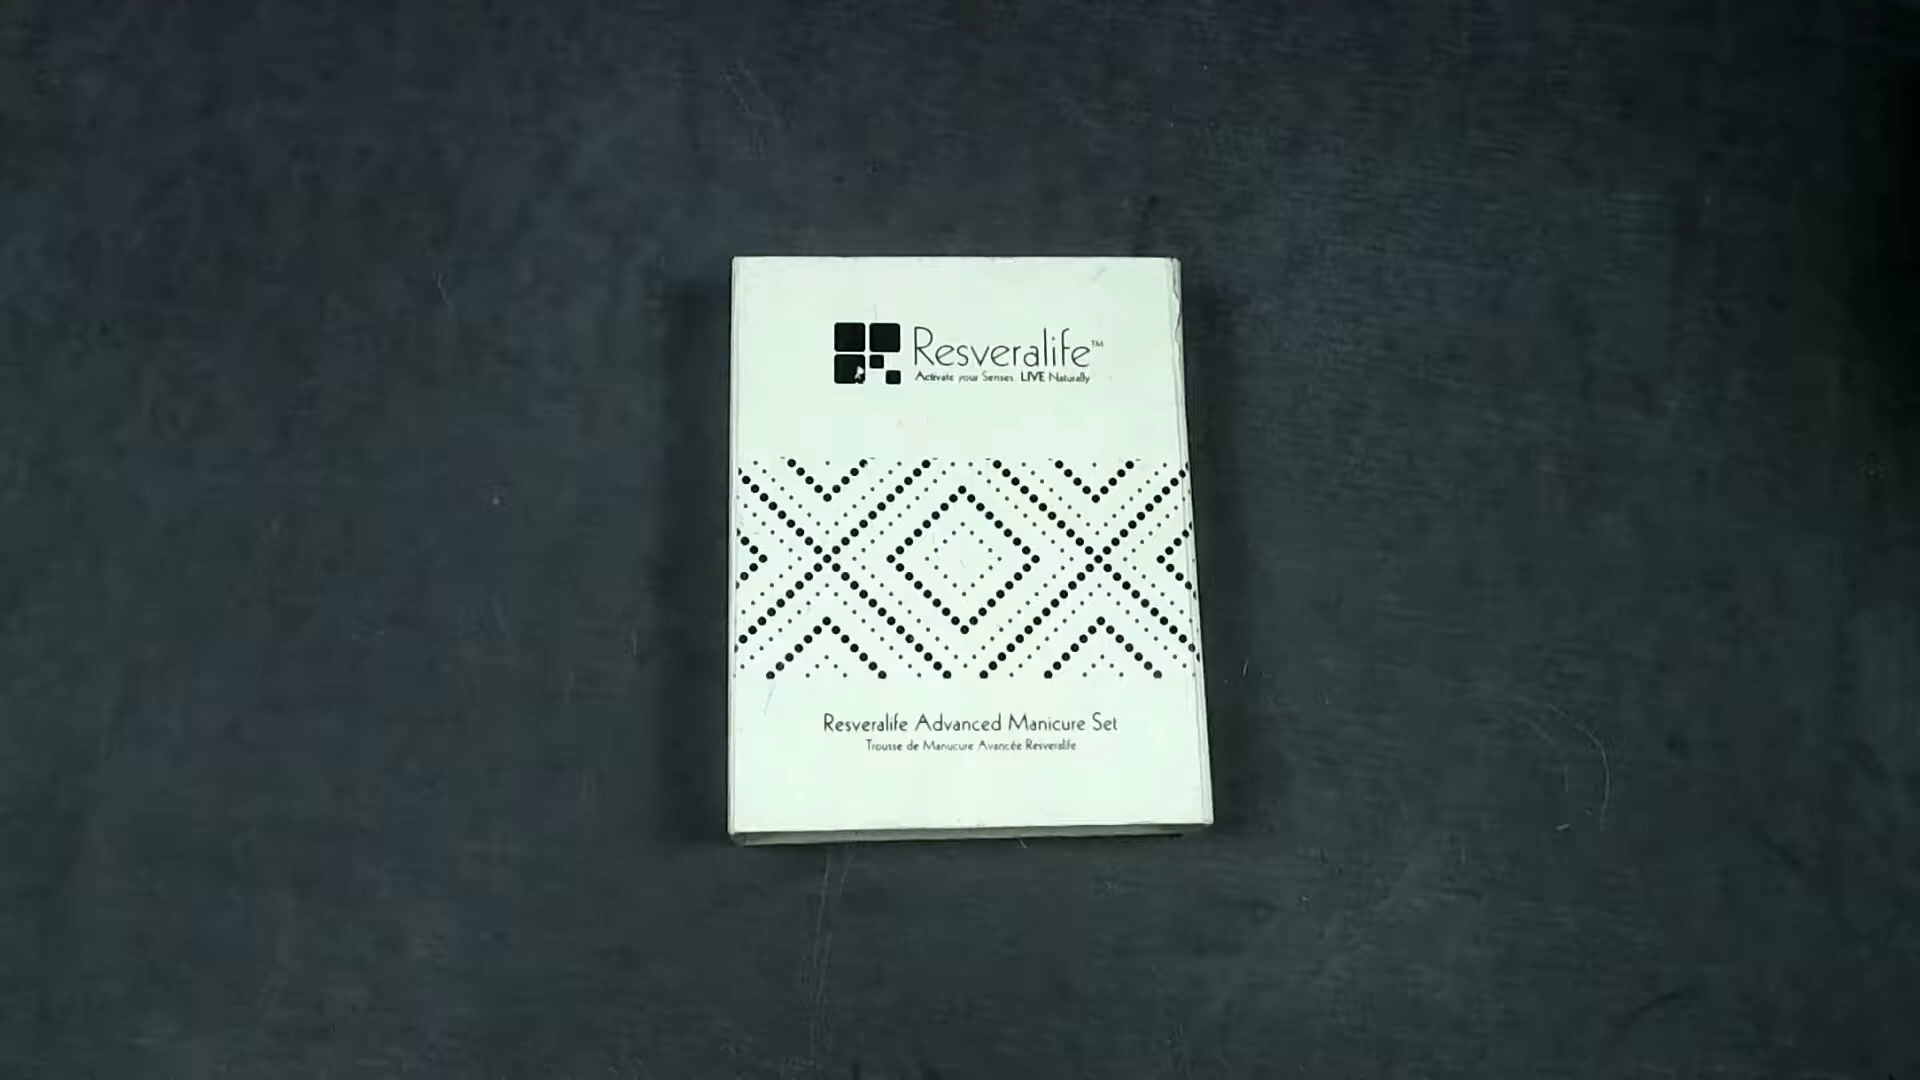 Resveralife™
Activate your Senses LIVE Naturally
Resveralife Advanced Manicure Set
Trousse de Manucure Avancée Resveralife